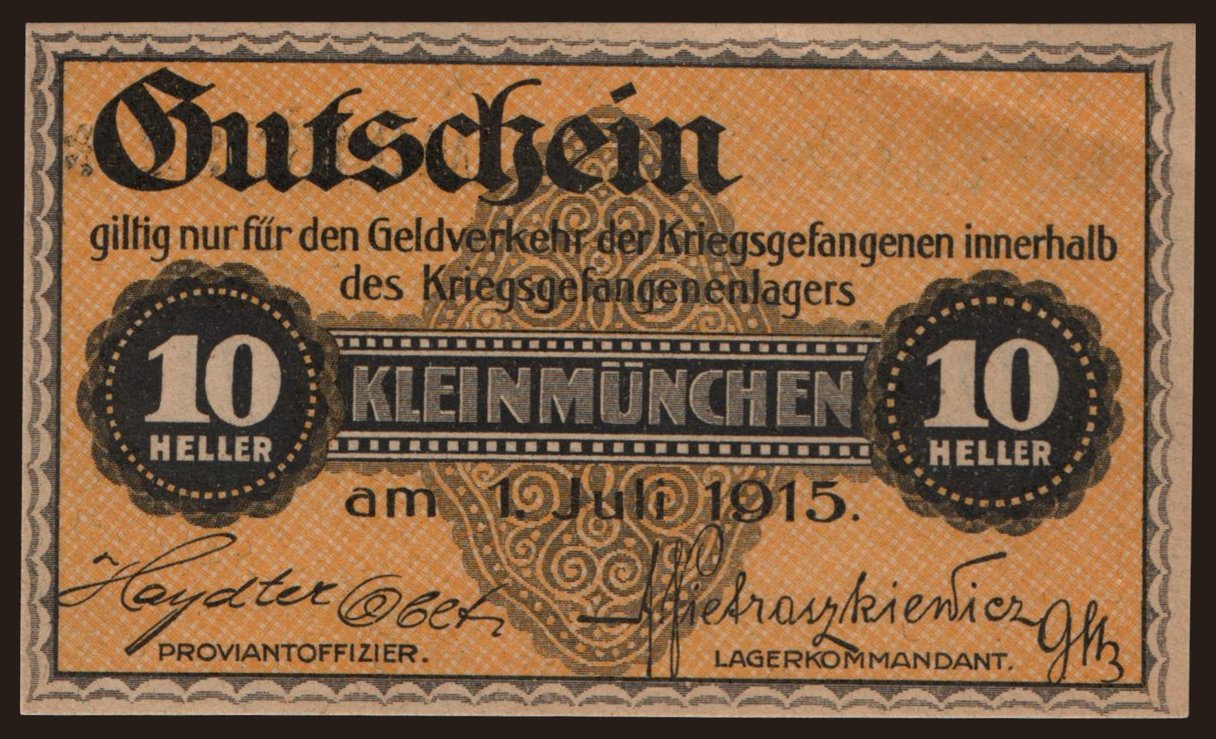 Gutschein
giltig nur für den Geldverkehr der Kriegsgefangenen innerhalb
des Kriegsgefangenenlagers
10 HELLER
KLEINMÜNCHEN
10 HELLER
am 1. Juli 1915.
Haydter Oblt
Pietraszkiewicz
PROVIANTOFFIZIER.
LAGERKOMMANDANT.